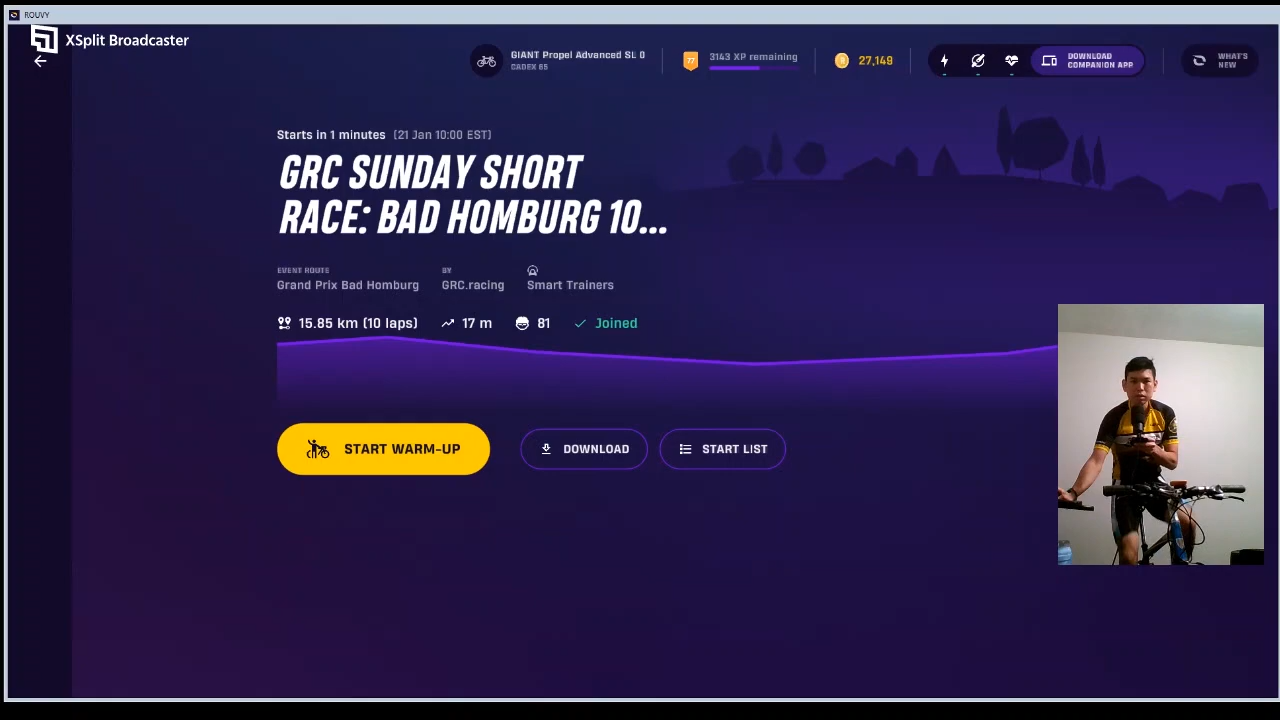 ROUVY
XSplit Broadcaster
GIANT Propel Advanced SL 0
CADEX 65
77
3143 XP remaining
27,149
DOWNLOAD
COMPANION APP
WHAT'S
NEW
Starts in 1 minutes (21 Jan 10:00 EST)
GRC SUNDAY SHORT
RACE: BAD HOMBURG 10...
EVENT ROUTE
Grand Prix Bad Homburg
BY
GRC.racing
Smart Trainers
15.85 km (10 laps)
17 m
81
Joined
START WARM-UP
DOWNLOAD
START LIST